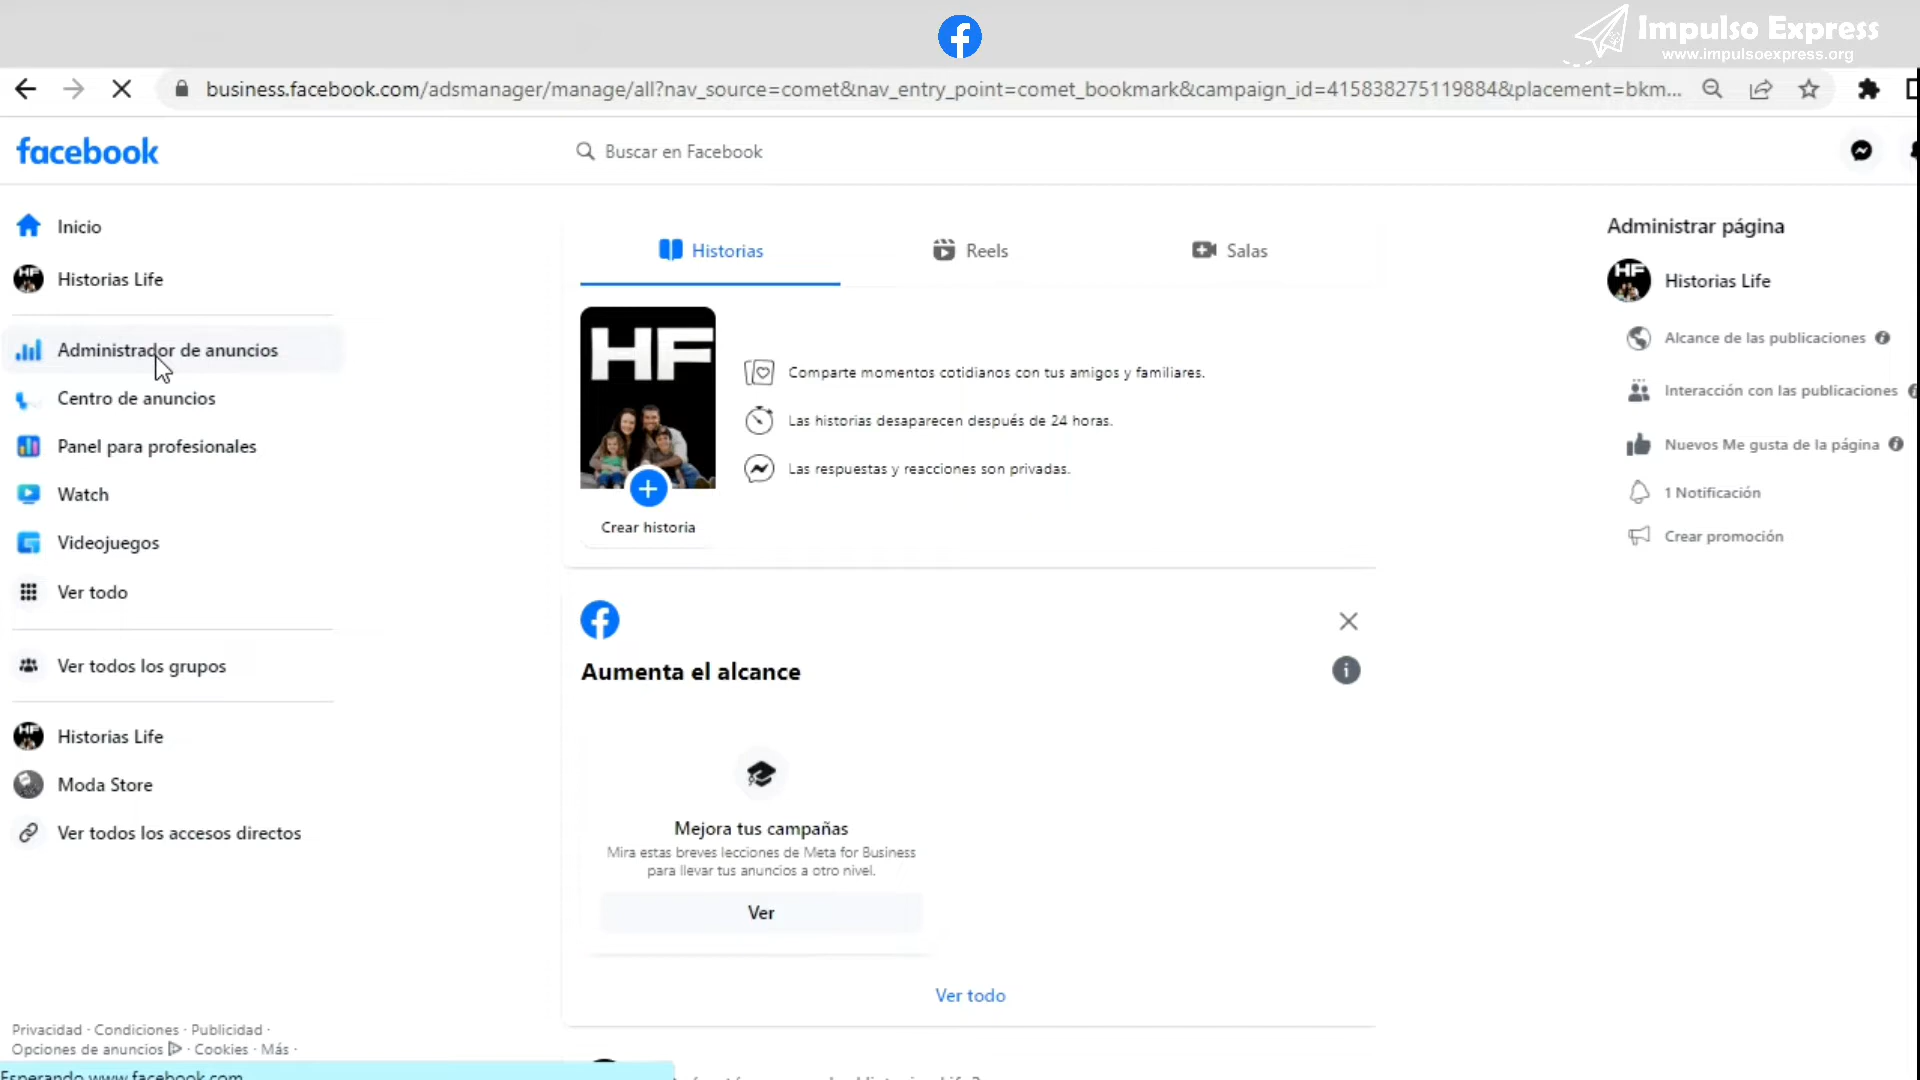 Impulso Express
www.impulsoexpress.org
business.facebook.com/adsmanager/manage/all?nav_source=comet&nav_entry_point=comet_bookmark&campaign_id=415838275119884&placement=bkm...
facebook
Buscar en Facebook
Inicio
Historias Life
Administrador de anuncios
Centro de anuncios
Panel para profesionales
Watch
Videojuegos
Ver todo
Ver todos los grupos
Historias Life
Moda Store
Ver todos los accesos directos
Privacidad · Condiciones · Publicidad ·
Opciones de anuncios · Cookies · Más ·
Esperando www.facebook.com
Historias
Reels
Salas
HF
Crear historia
Comparte momentos cotidianos con tus amigos y familiares.
Las historias desaparecen después de 24 horas.
Las respuestas y reacciones son privadas.
Aumenta el alcance
Mejora tus campañas
Mira estas breves lecciones de Meta for Business
para llevar tus anuncios a otro nivel.
Ver
Ver todo
Administrar página
HF
Historias Life
Alcance de las publicaciones
Interacción con las publicaciones
Nuevos Me gusta de la página
1 Notificación
Crear promoción